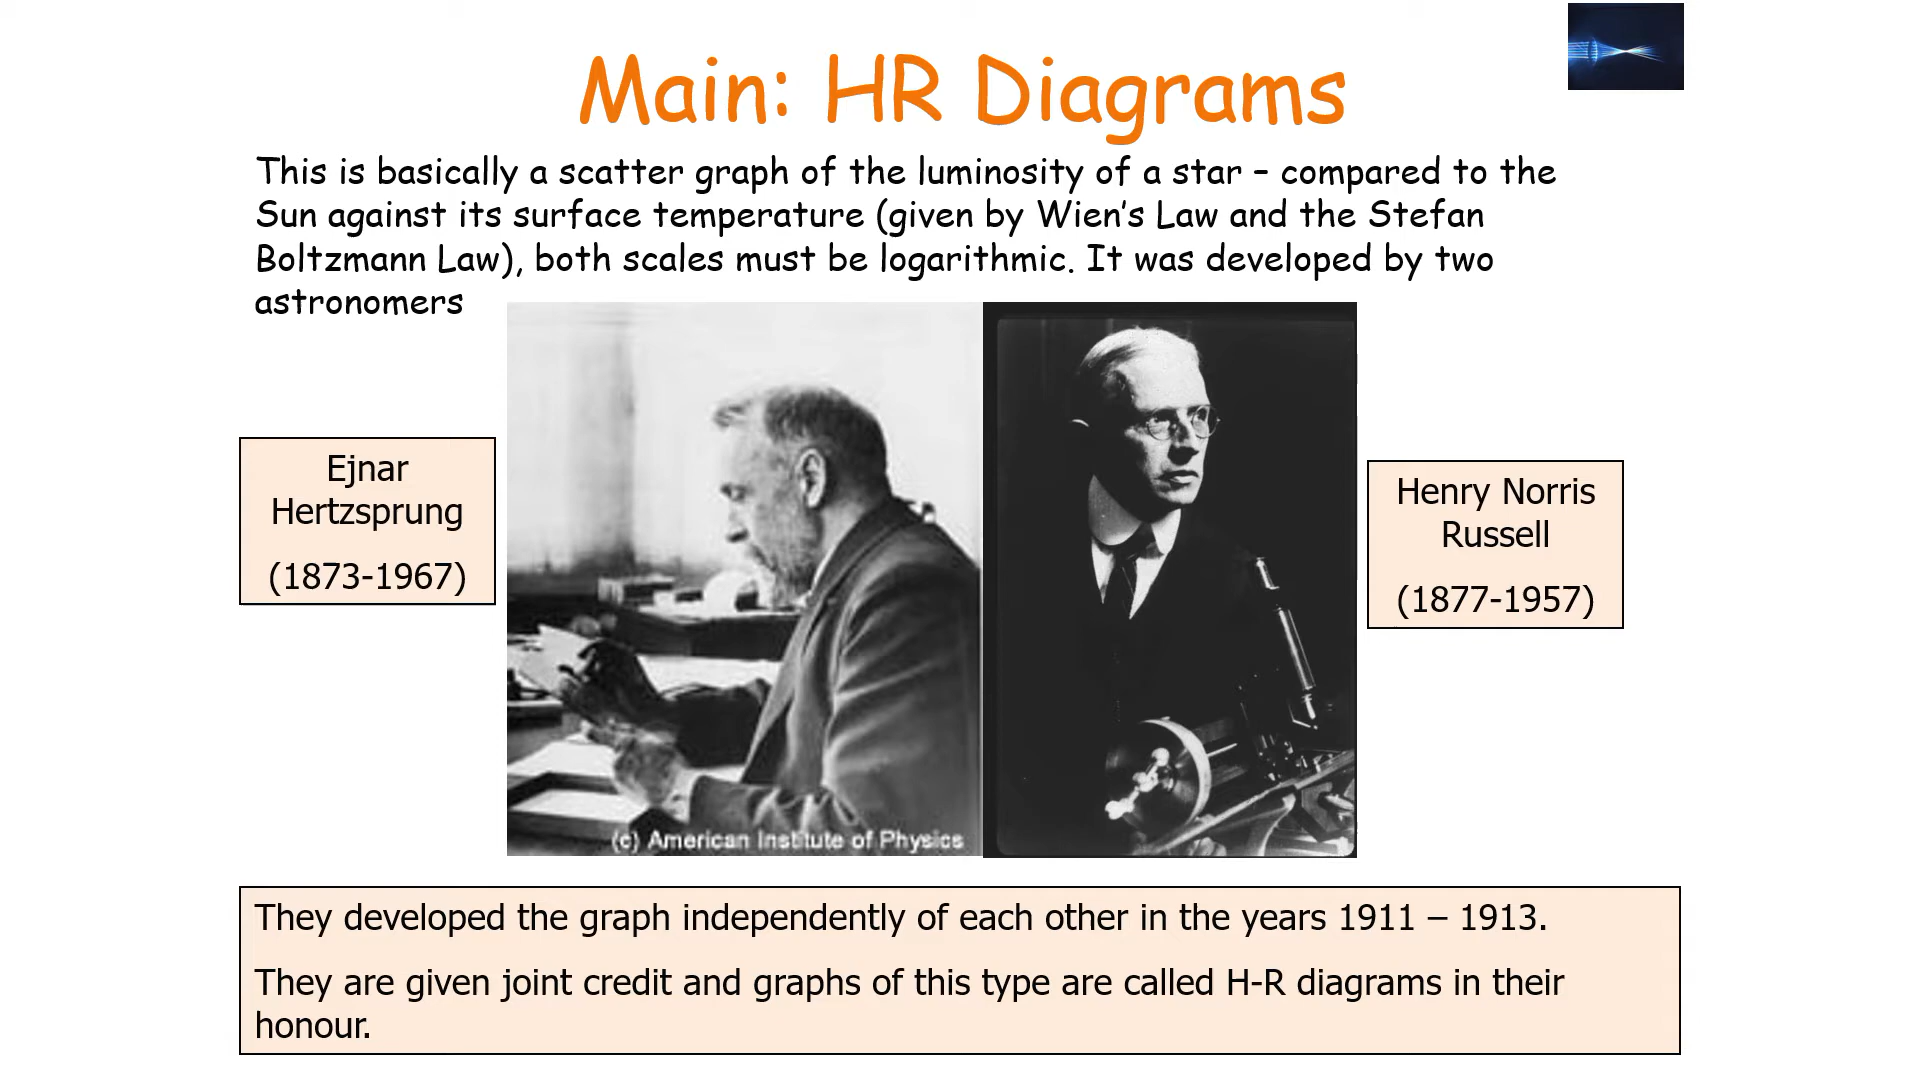 Main: HR Diagrams
This is basically a scatter graph of the luminosity of a star – compared to the
Sun against its surface temperature (given by Wien's Law and the Stefan
Boltzmann Law), both scales must be logarithmic. It was developed by two
astronomers
Ejnar
Hertzsprung
(1873-1967)
(c) American Institute of Physics
Henry Norris
Russell
(1877-1957)
They developed the graph independently of each other in the years 1911 – 1913.
They are given joint credit and graphs of this type are called H-R diagrams in their
honour.